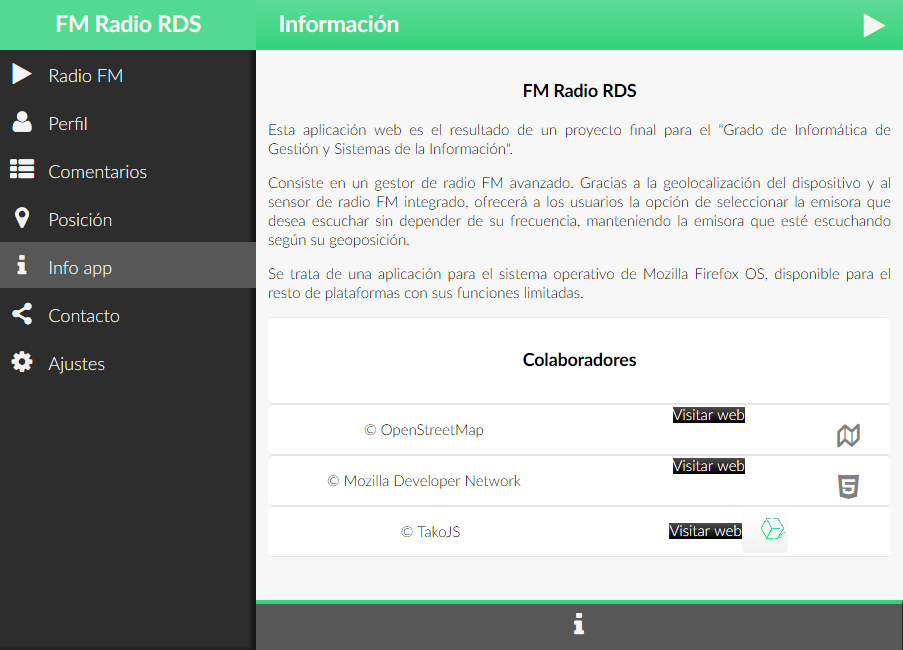 FM Radio RDS
Información
Radio FM
Perfil
Comentarios
Posición
Info app
Contacto
Ajustes
FM Radio RDS
Esta aplicación web es el resultado de un proyecto final para el "Grado de Informática de
Gestión y Sistemas de la Información".
Consiste en un gestor de radio FM avanzado. Gracias a la geolocalización del dispositivo y al
sensor de radio FM integrado, ofrecerá a los usuarios la opción de seleccionar la emisora que
desea escuchar sin depender de su frecuencia, manteniendo la emisora que esté escuchando
según su geoposición.
Se trata de una aplicación para el sistema operativo de Mozilla Firefox OS, disponible para el
resto de plataformas con sus funciones limitadas.
Colaboradores
© OpenStreetMap Visitar web
© Mozilla Developer Network Visitar web
© TakoJS Visitar web